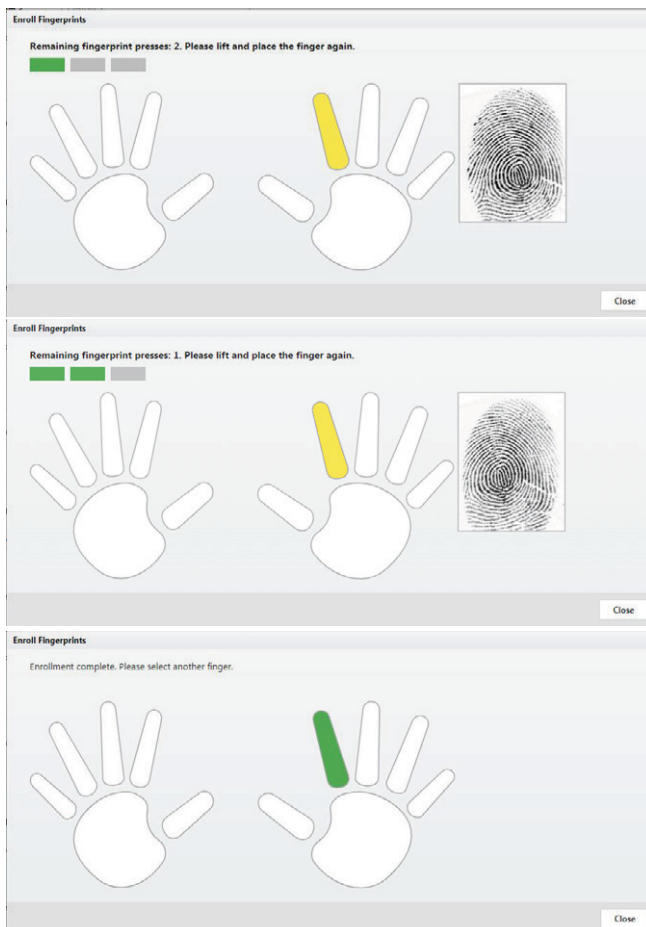 Enroll Fingerprints
Remaining fingerprint presses: 2. Please lift and place the finger again.
Close
Enroll Fingerprints
Remaining fingerprint presses: 1. Please lift and place the finger again.
Close
Enroll Fingerprints
Enrollment complete. Please select another finger.
Close